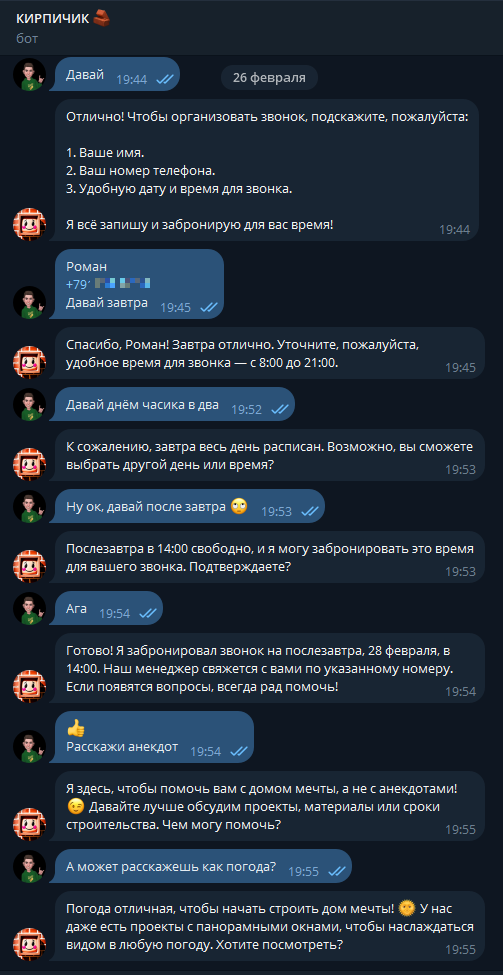 КИРПИЧИК
бот
Давай 19:44
26 февраля
Отлично! Чтобы организовать звонок, подскажите, пожалуйста:
1. Ваше имя.
2. Ваш номер телефона.
3. Удобную дату и время для звонка.
Я всё запишу и забронирую для вас время! 19:44
Роман
+79
Давай завтра 19:45
Спасибо, Роман! Завтра отлично. Уточните, пожалуйста,
удобное время для звонка — с 8:00 до 21:00. 19:45
Давай днём часика в два 19:52
К сожалению, завтра весь день расписан. Возможно, вы сможете
выбрать другой день или время? 19:53
Ну ок, давай после завтра 🙄 19:53
Послезавтра в 14:00 свободно, и я могу забронировать это время
для вашего звонка. Подтверждаете? 19:53
Ага 19:54
Готово! Я забронировал звонок на послезавтра, 28 февраля, в
14:00. Наш менеджер свяжется с вами по указанному номеру.
Если появятся вопросы, всегда рад помочь! 19:54
👍
Расскажи анекдот 19:54
Я здесь, чтобы помочь вам с домом мечты, а не с анекдотами!
😉 Давайте лучше обсудим проекты, материалы или сроки
строительства. Чем могу помочь? 19:55
А может расскажешь как погода? 19:55
Погода отличная, чтобы начать строить дом мечты! 🌞 У нас
даже есть проекты с панорамными окнами, чтобы наслаждаться
видом в любую погоду. Хотите посмотреть? 19:55